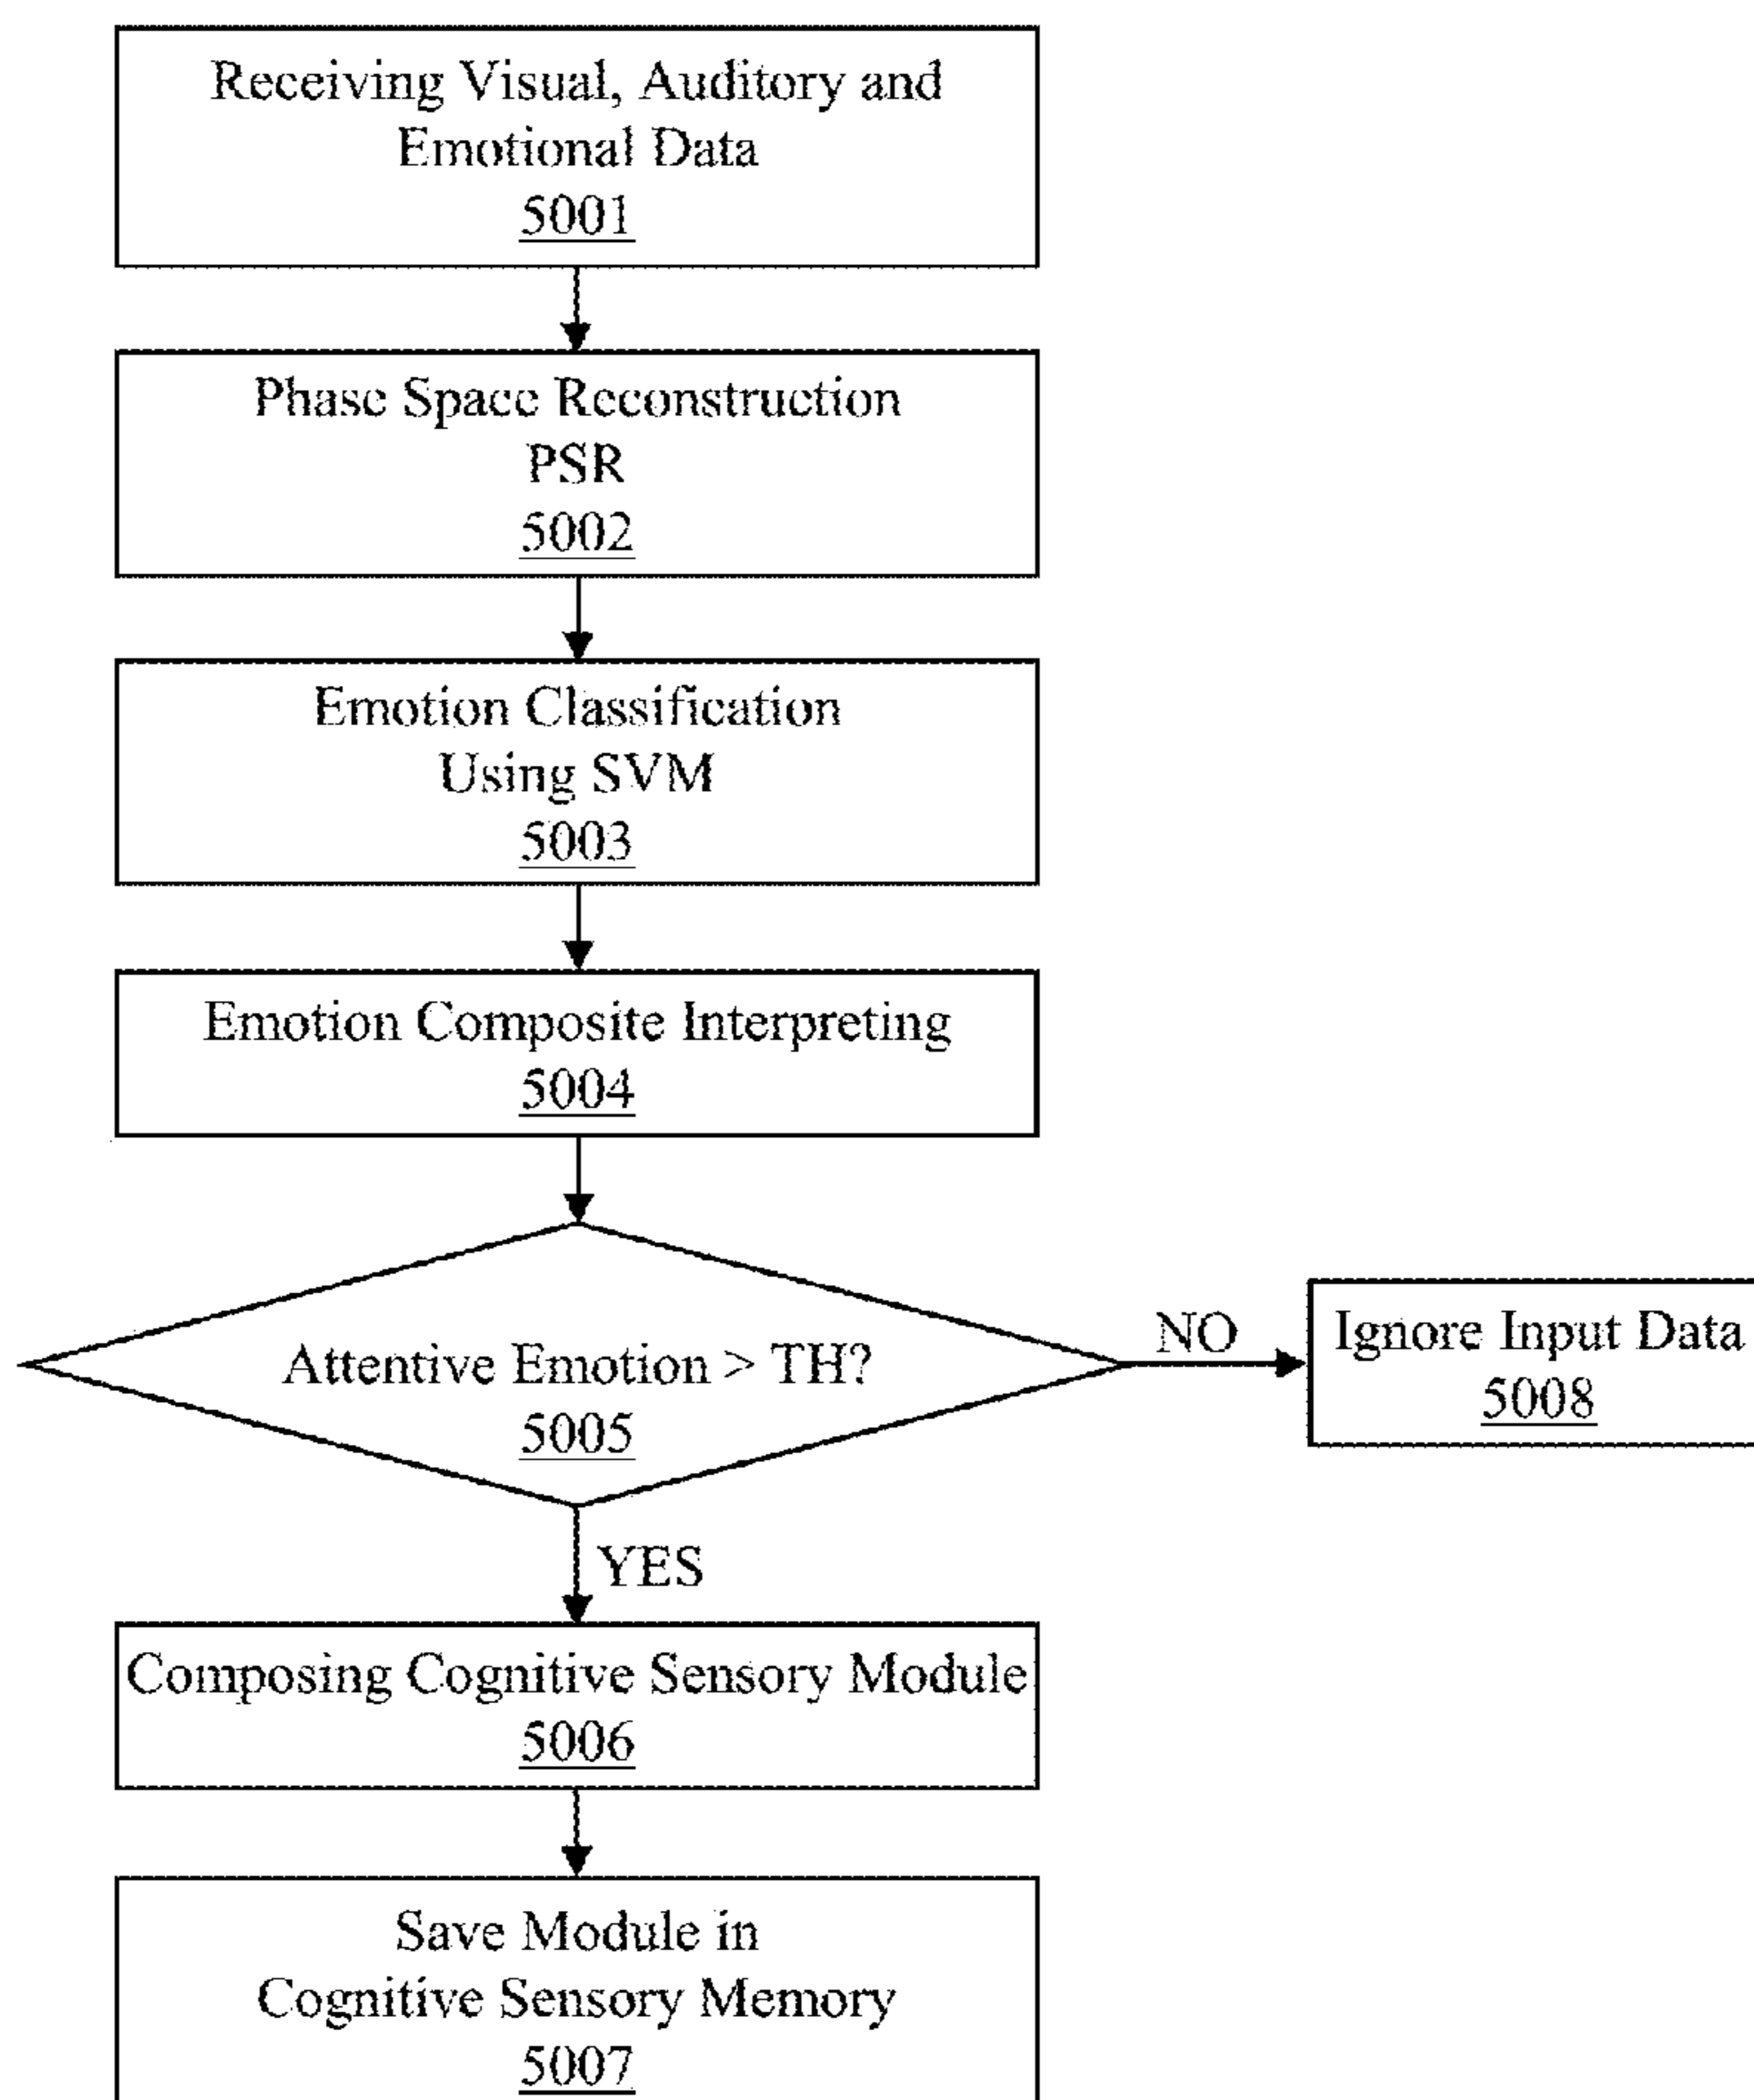 Receiving Visual, Auditory and
Emotional Data
5001
Phase Space Reconstruction
PSR
5002
Emotion Classification
Using SVM
5003
Emotion Composite Interpreting
5004
Attentive Emotion > TH?
5005
NO
Ignore Input Data
5008
YES
Composing Cognitive Sensory Module
5006
Save Module in
Cognitive Sensory Memory
5007